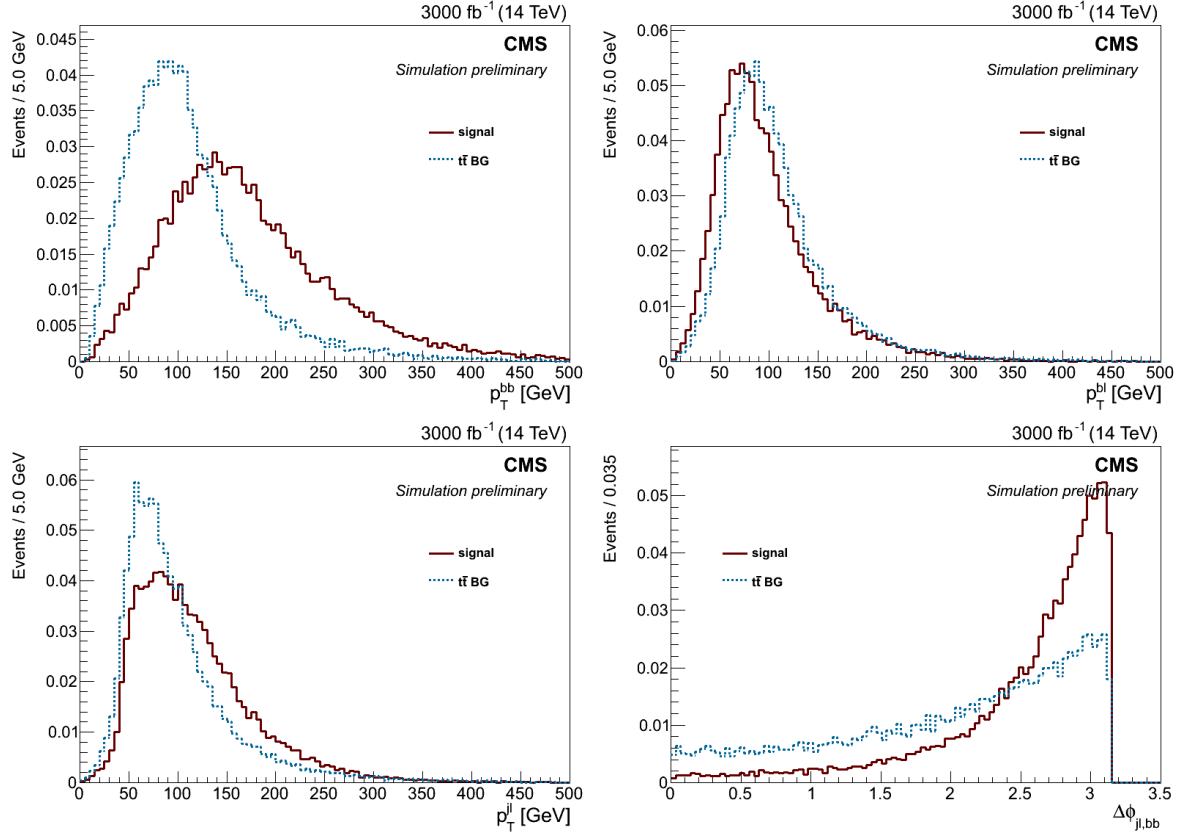 3000 fb⁻¹ (14 TeV)
Events / 5.0 GeV
CMS
Simulation preliminary
signal
tt̄ BG
0.045
0.04
0.035
0.03
0.025
0.02
0.015
0.01
0.005
0
0 50 100 150 200 250 300 350 400 450 500
p_T^bb [GeV]
3000 fb⁻¹ (14 TeV)
Events / 5.0 GeV
CMS
Simulation preliminary
signal
tt̄ BG
0.06
0.05
0.04
0.03
0.02
0.01
0
0 50 100 150 200 250 300 350 400 450 500
p_T^bl [GeV]
3000 fb⁻¹ (14 TeV)
Events / 5.0 GeV
CMS
Simulation preliminary
signal
tt̄ BG
0.06
0.05
0.04
0.03
0.02
0.01
0
0 50 100 150 200 250 300 350 400 450 500
p_T^jl [GeV]
3000 fb⁻¹ (14 TeV)
Events / 0.035
CMS
Simulation preliminary
signal
tt̄ BG
0.05
0.04
0.03
0.02
0.01
0
0 0.5 1 1.5 2 2.5 3 3.5
Δϕ_jl,bb